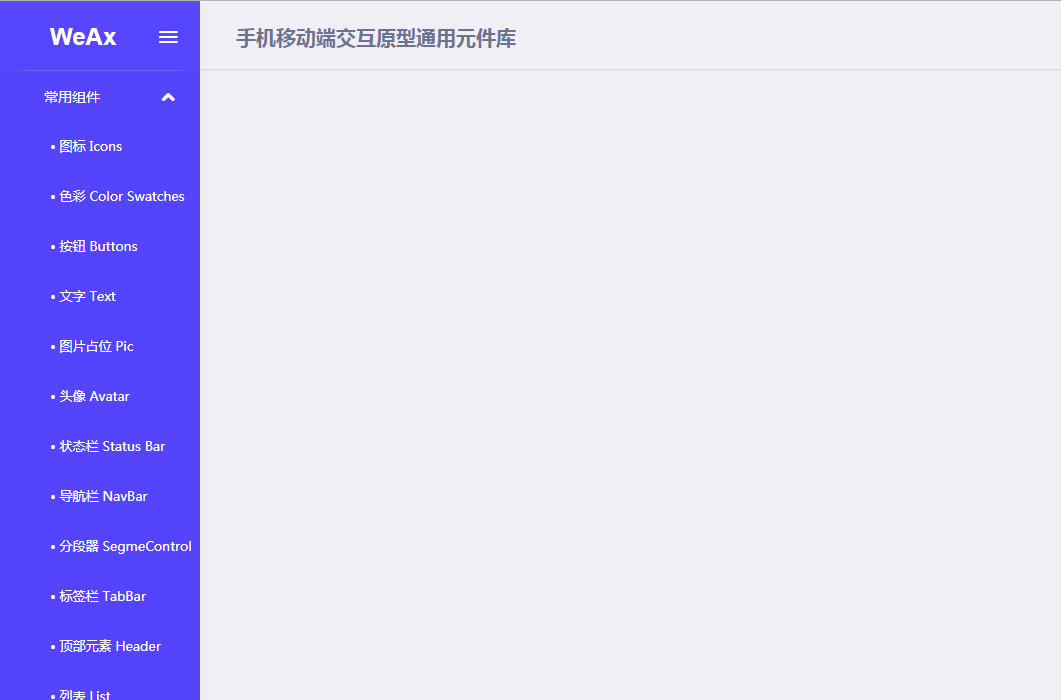 WeAx
手机移动端交互原型通用元件库
常用组件
• 图标 Icons
• 色彩 Color Swatches
• 按钮 Buttons
• 文字 Text
• 图片占位 Pic
• 头像 Avatar
• 状态栏 Status Bar
• 导航栏 NavBar
• 分段器 SegmeControl
• 标签栏 TabBar
• 顶部元素 Header
• 列表 List